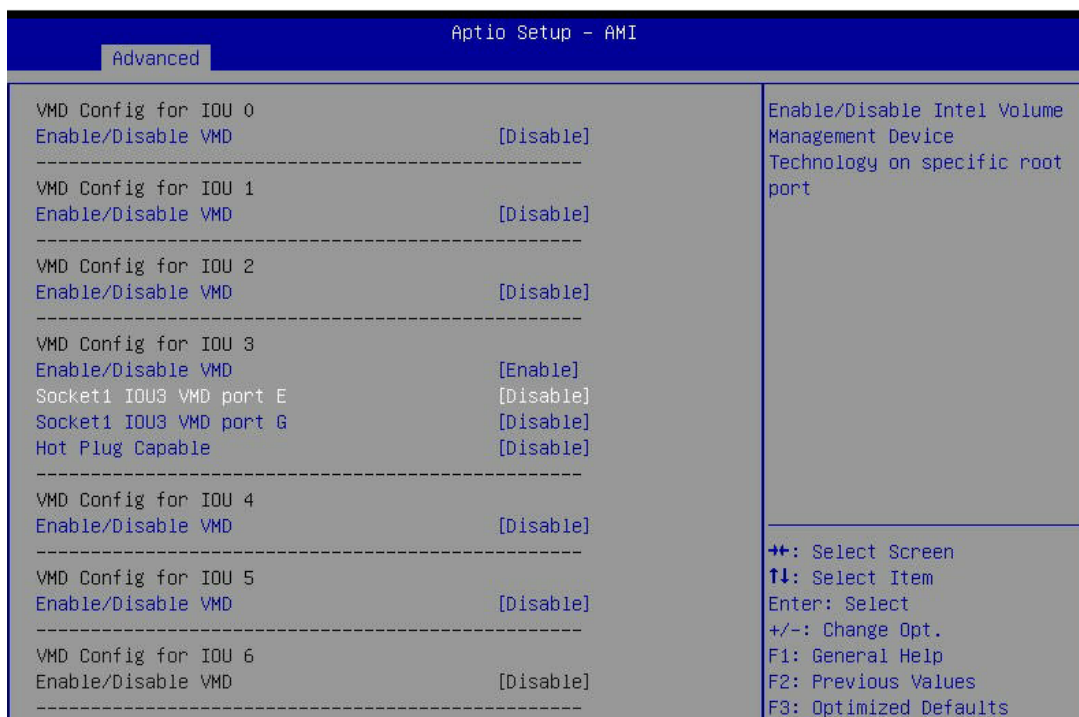 Aptio Setup - AMI
Advanced
VMD Config for IOU 0
Enable/Disable VMD [Disable]
------------------------------------------------------
VMD Config for IOU 1
Enable/Disable VMD [Disable]
------------------------------------------------------
VMD Config for IOU 2
Enable/Disable VMD [Disable]
------------------------------------------------------
VMD Config for IOU 3
Enable/Disable VMD [Enable]
Socket1 IOU3 VMD port E [Disable]
Socket1 IOU3 VMD port G [Disable]
Hot Plug Capable [Disable]
------------------------------------------------------
VMD Config for IOU 4
Enable/Disable VMD [Disable]
------------------------------------------------------
VMD Config for IOU 5
Enable/Disable VMD [Disable]
------------------------------------------------------
VMD Config for IOU 6
Enable/Disable VMD [Disable]
------------------------------------------------------
Enable/Disable Intel Volume
Management Device
Technology on specific root
port
→←: Select Screen
↑↓: Select Item
Enter: Select
+/-: Change Opt.
F1: General Help
F2: Previous Values
F3: Optimized Defaults